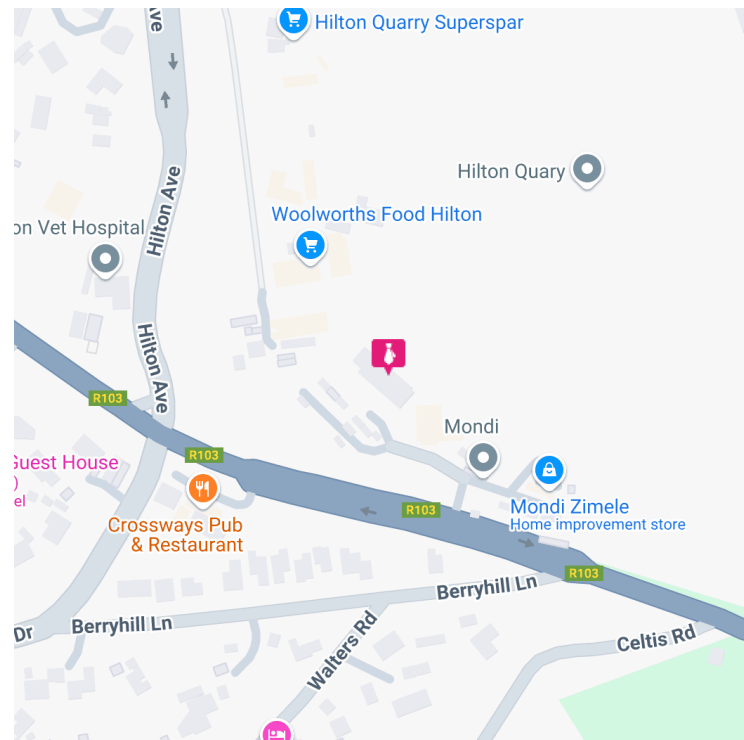 Ave
Hilton Quarry Superspar
Hilton Quary
Hilton Ave
Woolworths Food Hilton
on Vet Hospital
Hilton Ave
R103
Mondi
R103
Guest House
)
el
Mondi Zimele
Home improvement store
R103
Crossways Pub
& Restaurant
R103
Berryhill Ln
Berryhill Ln
Dr
Walters Rd
Celtis Rd